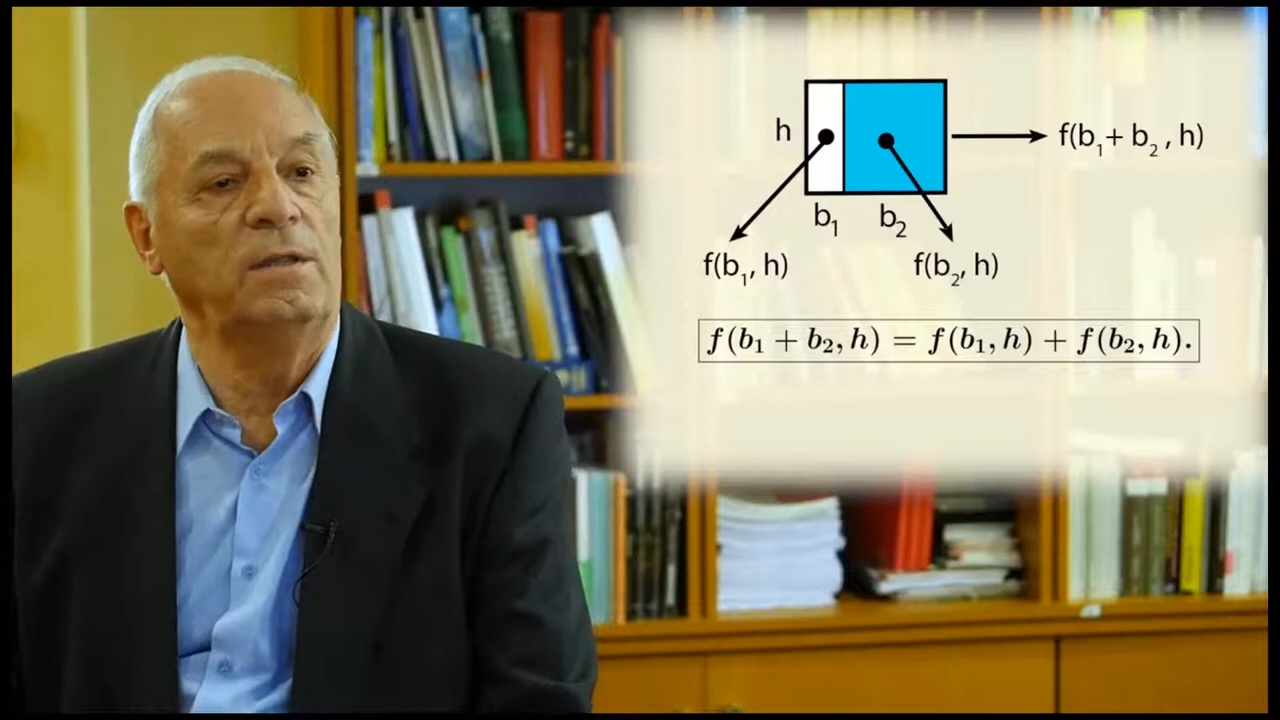 h
f(b₁ + b₂ , h)
b₁ b₂
f(b₁, h) f(b₂, h)
f(b₁ + b₂, h) = f(b₁, h) + f(b₂, h).